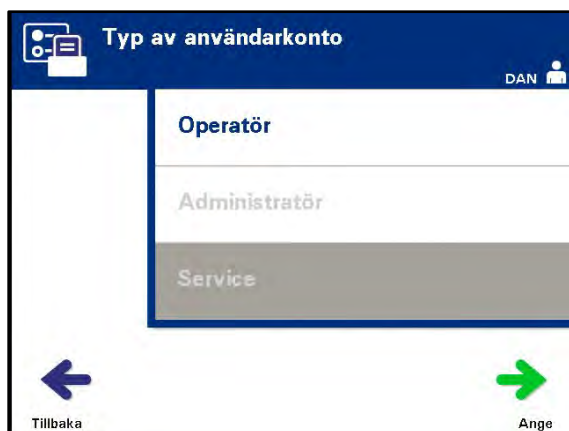 Typ av användarkonto
DAN
Operatör
Administratör
Service
Tillbaka
Ange